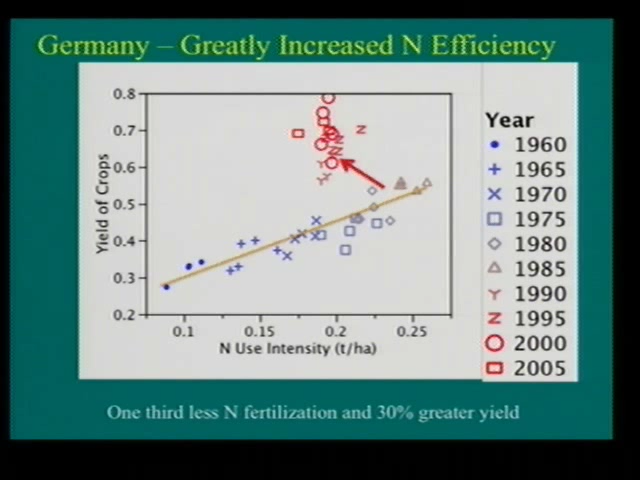 Germany – Greatly Increased N Efficiency
0.8
0.7
0.6
0.5
0.4
0.3
0.2
Yield of Crops
0.1 0.15 0.2 0.25
N Use Intensity (t/ha)
Year
1960
1965
1970
1975
1980
1985
1990
1995
2000
2005
One third less N fertilization and 30% greater yield